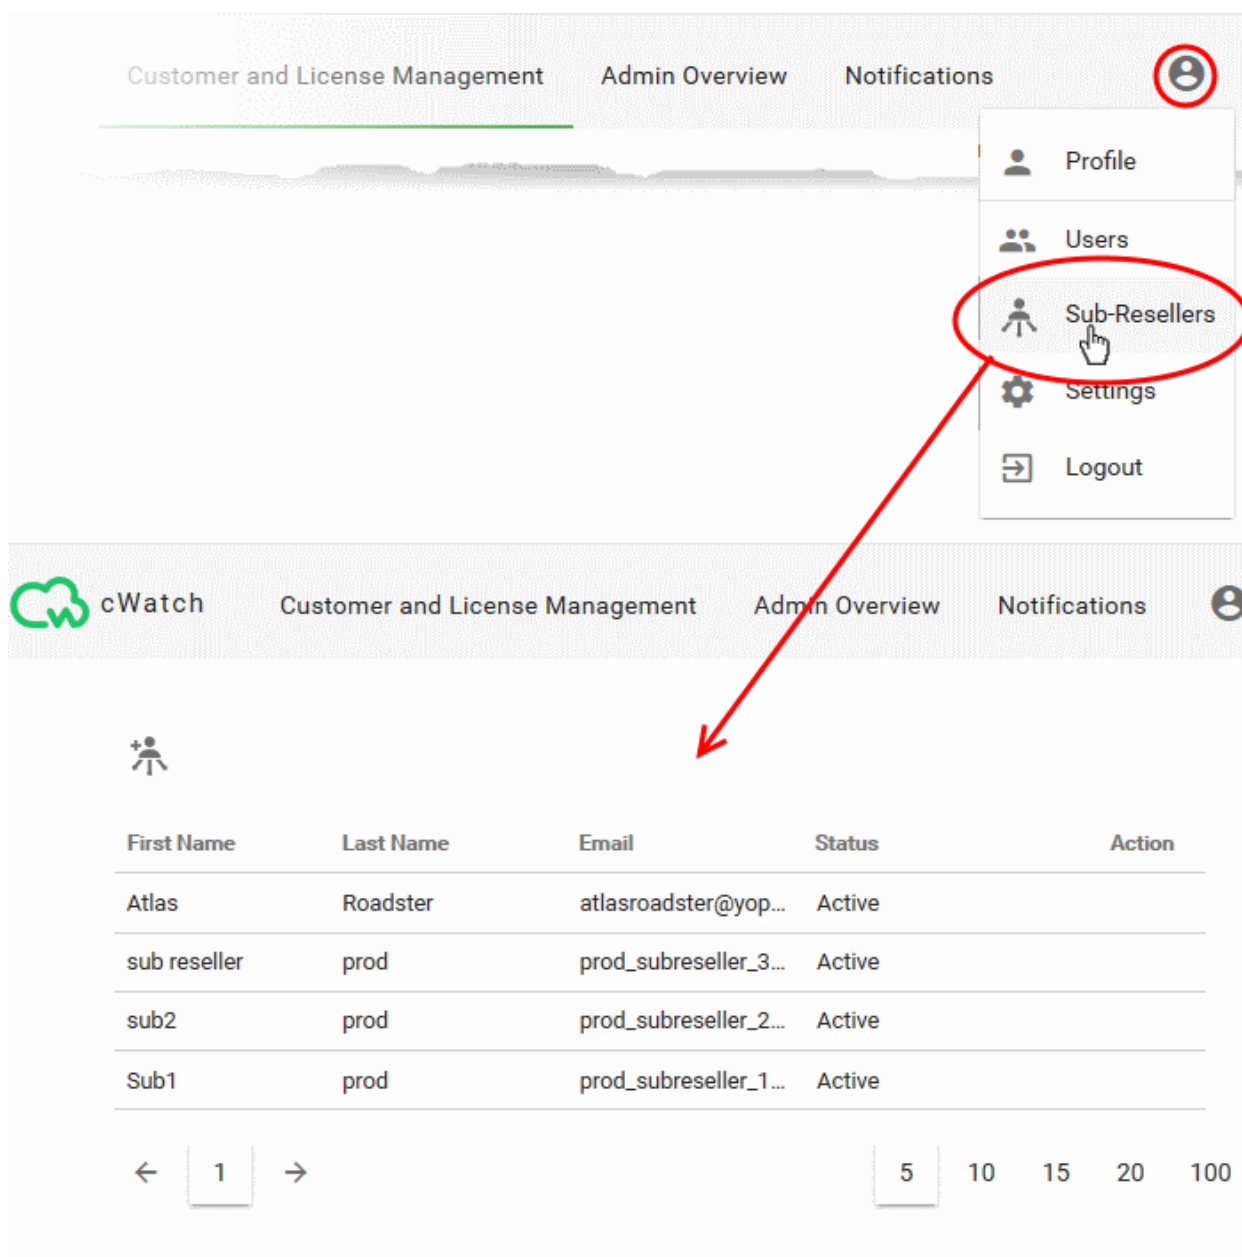 Customer and License Management Admin Overview Notifications
Profile
Users
Sub-Resellers
Settings
Logout
cWatch Customer and License Management Admin Overview Notifications
First Name Last Name Email Status Action
Atlas Roadster atlasroadster@yop... Active
sub reseller prod prod_subreseller_3... Active
sub2 prod prod_subreseller_2... Active
Sub1 prod prod_subreseller_1... Active
1 5 10 15 20 100